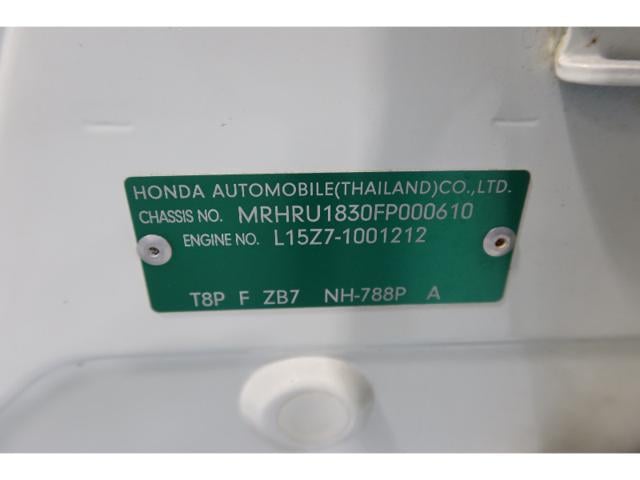 HONDA AUTOMOBILE(THAILAND)CO.,LTD.
CHASSIS NO. MRHRU1830FP000610
ENGINE NO. L15Z7-1001212
T8P F ZB7 NH-788P A